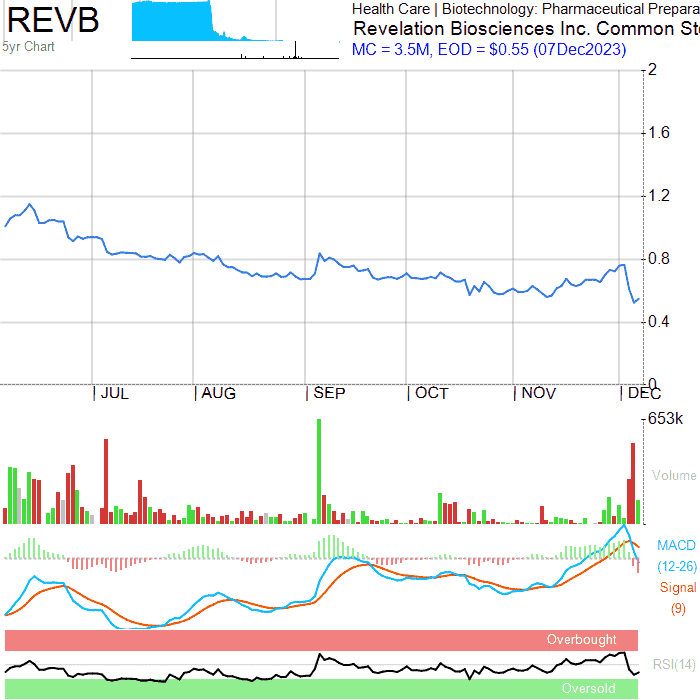 REVB
5yr Chart
Health Care | Biotechnology: Pharmaceutical Prepara
Revelation Biosciences Inc. Common Sto
MC = 3.5M, EOD = $0.55 (07Dec2023)
2
1.6
1.2
0.8
0.4
0
JUL AUG SEP OCT NOV DEC
653k
Volume
MACD
(12-26)
Signal
(9)
Overbought
RSI(14)
Oversold